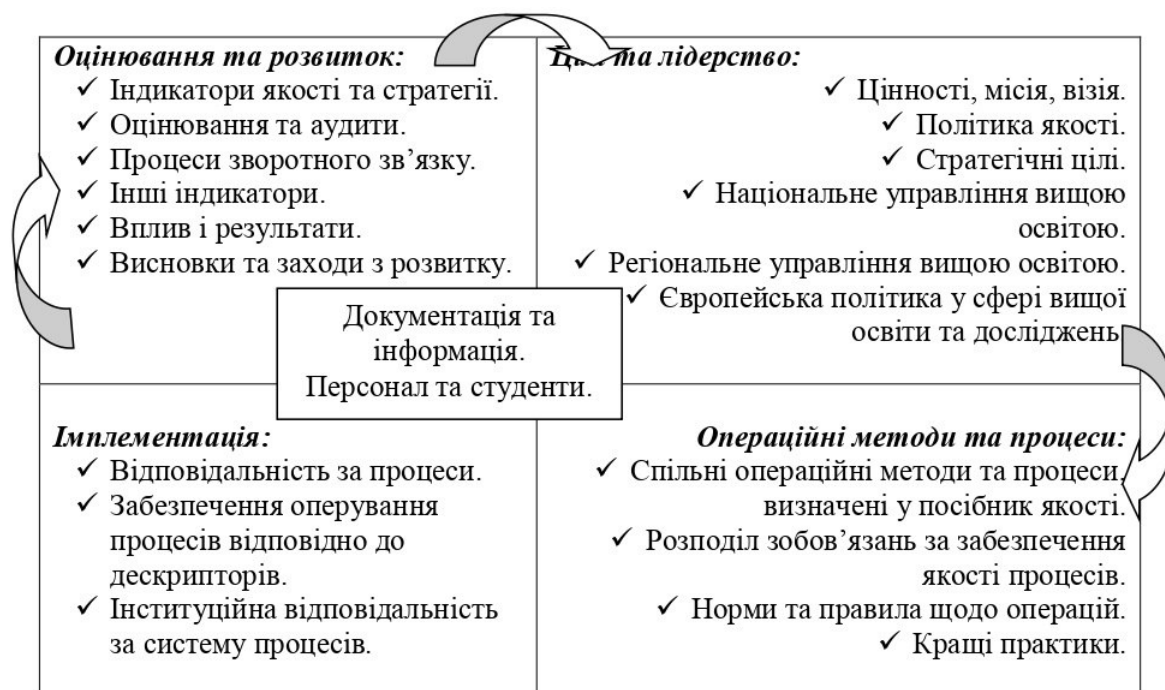 Оцінювання та розвиток:
✓ Індикатори якості та стратегії.
✓ Оцінювання та аудити.
✓ Процеси зворотного зв’язку.
✓ Інші індикатори.
✓ Вплив і результати.
✓ Висновки та заходи з розвитку.
та лідерство:
✓ Цінності, місія, візія.
✓ Політика якості.
✓ Стратегічні цілі.
✓ Національне управління вищою
освітою.
✓ Регіональне управління вищою освітою.
✓ Європейська політика у сфері вищої
освіти та досліджень
Документація та
інформація.
Персонал та студенти.
Імплементація:
✓ Відповідальність за процеси.
✓ Забезпечення оперування
процесів відповідно до
дескрипторів.
✓ Інституційна відповідальність
за систему процесів.
Операційні методи та процеси:
✓ Спільні операційні методи та процеси,
визначені у посібник якості.
✓ Розподіл зобов’язань за забезпечення
якості процесів.
✓ Норми та правила щодо операцій.
✓ Кращі практики.